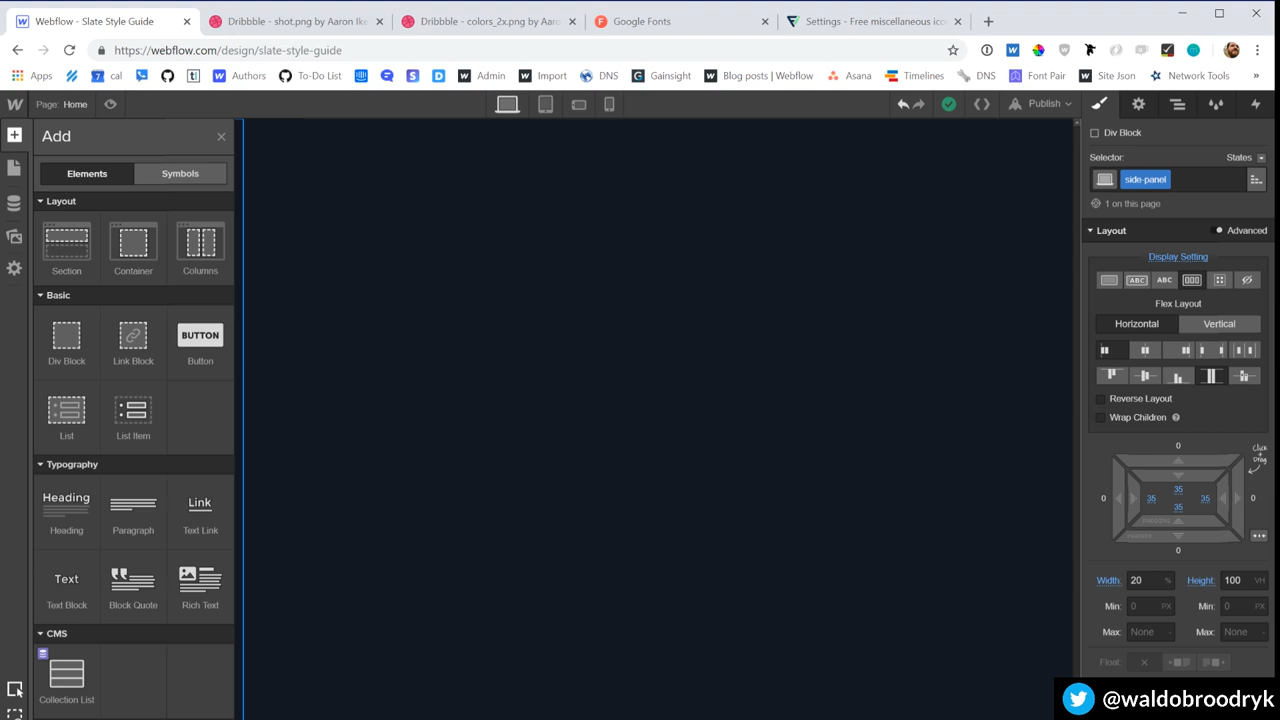 Webflow - Slate Style Guide
Dribbble - shot.png by Aaron Ike
Dribbble - colors_2x.png by Aaro
Google Fonts
Settings - Free miscellaneous ico
https://webflow.com/design/slate-style-guide
Apps
cal
Authors
To-Do List
DNS
Admin
Import
DNS
Gainsight
Blog posts | Webflow
Asana
Timelines
DNS
Font Pair
Site Json
Network Tools
Page: Home
Publish
Add
Elements
Symbols
Layout
Section
Container
Columns
Basic
BUTTON
Div Block
Link Block
Button
List
List Item
Typography
Heading
Link
Heading
Paragraph
Text Link
Text
Text Block
Block Quote
Rich Text
CMS
Collection List
Div Block
Selector:
States
side-panel
1 on this page
Layout
Advanced
Display Setting
ABC
ABC
Flex Layout
Horizontal
Vertical
Reverse Layout
Wrap Children
0
Click + Drag
35
0
35
35
0
35
PADDING
0
Width: 20 %
Height: 100 VH
Min: 0 PX
Min: 0 PX
Max: None -
Max: None -
Float:
@waldobroodryk